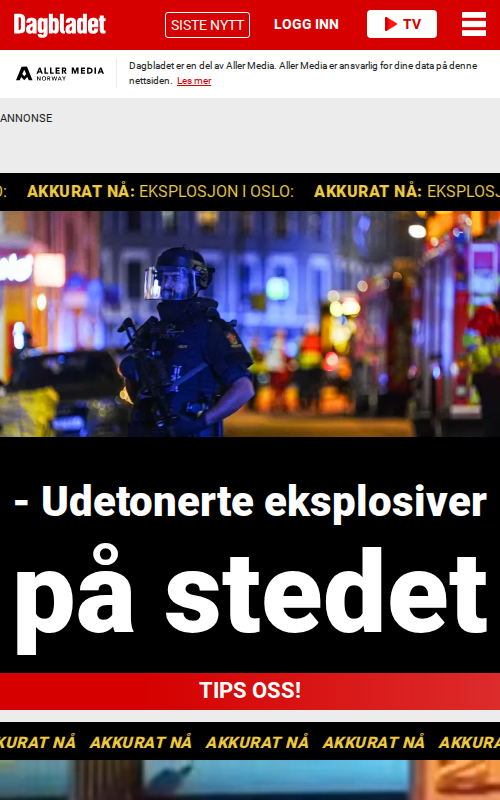 Dagbladet
SISTE NYTT
LOGG INN
TV
ALLER MEDIA
NORWAY
Dagbladet er en del av Aller Media. Aller Media er ansvarlig for dine data på denne
nettsiden. Les mer
ANNONSE
O: AKKURAT NÅ: EKSPLOSJON I OSLO: AKKURAT NÅ: EKSPLOSJ
- Udetonerte eksplosiver
på stedet
TIPS OSS!
KURAT NÅ AKKURAT NÅ AKKURAT NÅ AKKURAT NÅ AKKURA